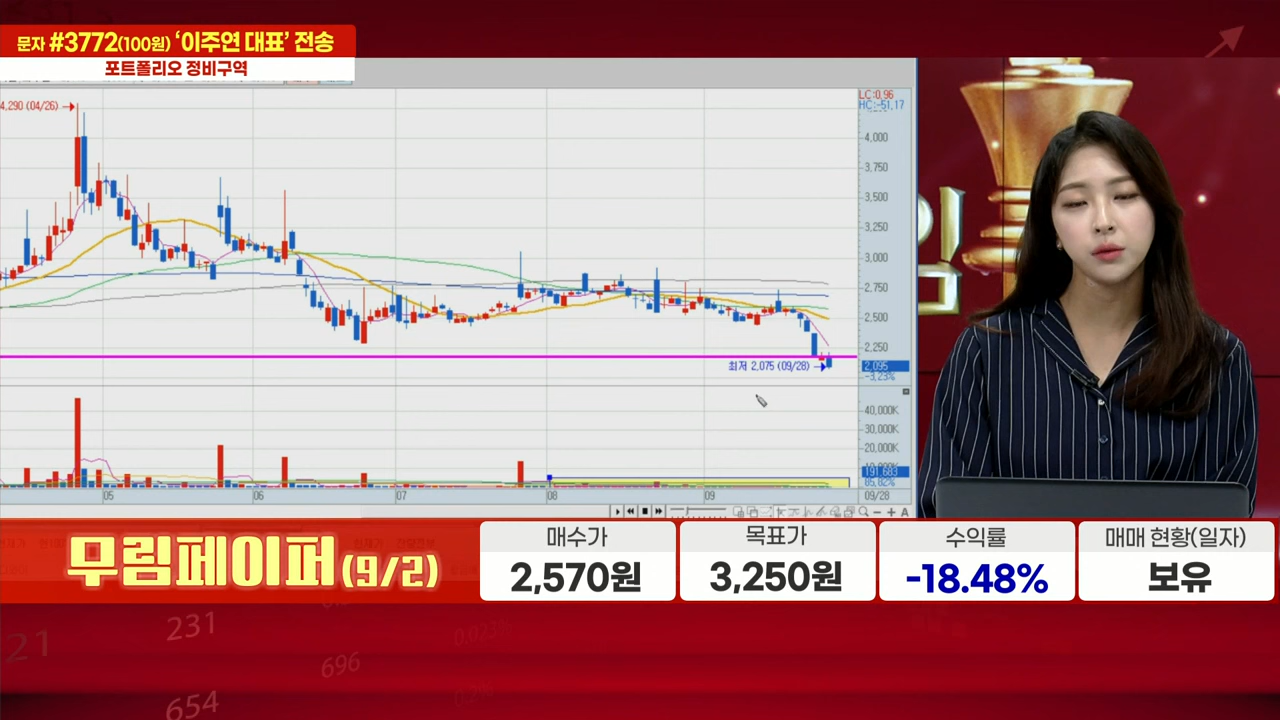 문자 #3772(100원) ‘이주연 대표’ 전송
포트폴리오 정비구역
4,290 (04/26)
LC:0.96
HC:-51.17
4,000
3,750
3,500
3,250
3,000
2,750
2,500
2,250
최저 2,075 (09/28)
2,095
-3.23%
40,000K
30,000K
20,000K
191,683
85.82%
05
06
07
08
09
09/28
A
무림페이퍼(9/2)
매수가
2,570원
목표가
3,250원
수익률
-18.48%
매매 현황(일자)
보유
21
231
696
654
0.023%